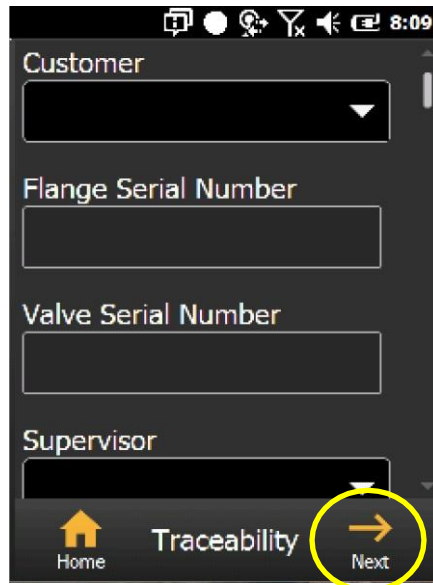 8:09
Customer
Flange Serial Number
Valve Serial Number
Supervisor
Home
Traceability
Next